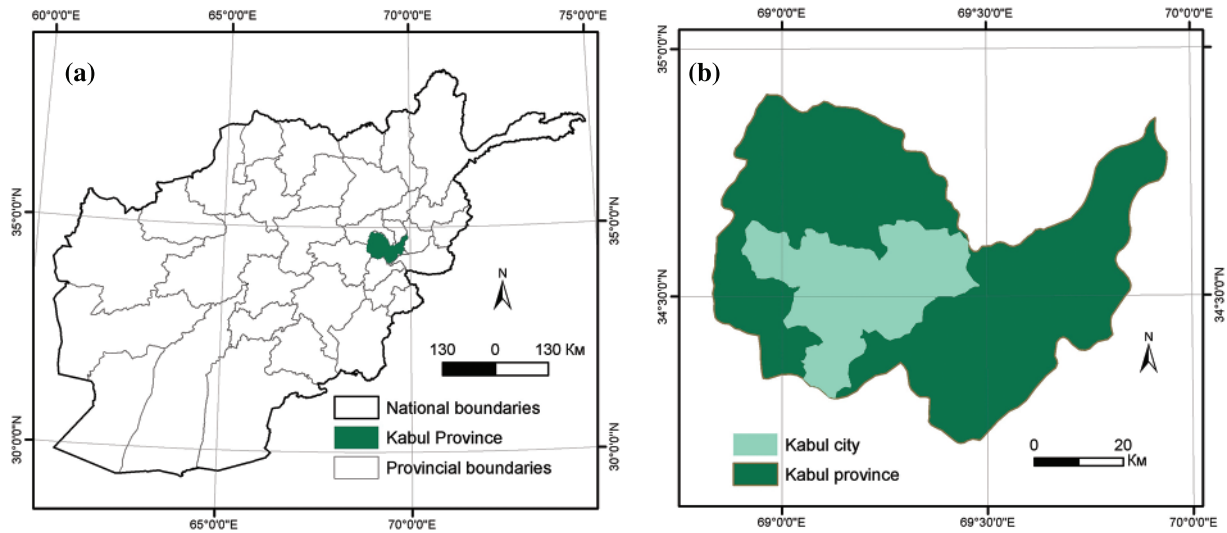 60°0'0"E 65°0'0"E 70°0'0"E 75°0'0"E
(a)
35°0'0"N
35°0'0"N
N
130 0 130 Км
National boundaries
Kabul Province
Provincial boundaries
30°0'0"N
30°0'0"N
65°0'0"E 70°0'0"E
69°0'0"E 69°30'0"E 70°0'0"E
35°0'0"N
(b)
34°30'0"N
34°30'0"N
N
Kabul city
Kabul province
0 20
Км
69°0'0"E 69°30'0"E 70°0'0"E